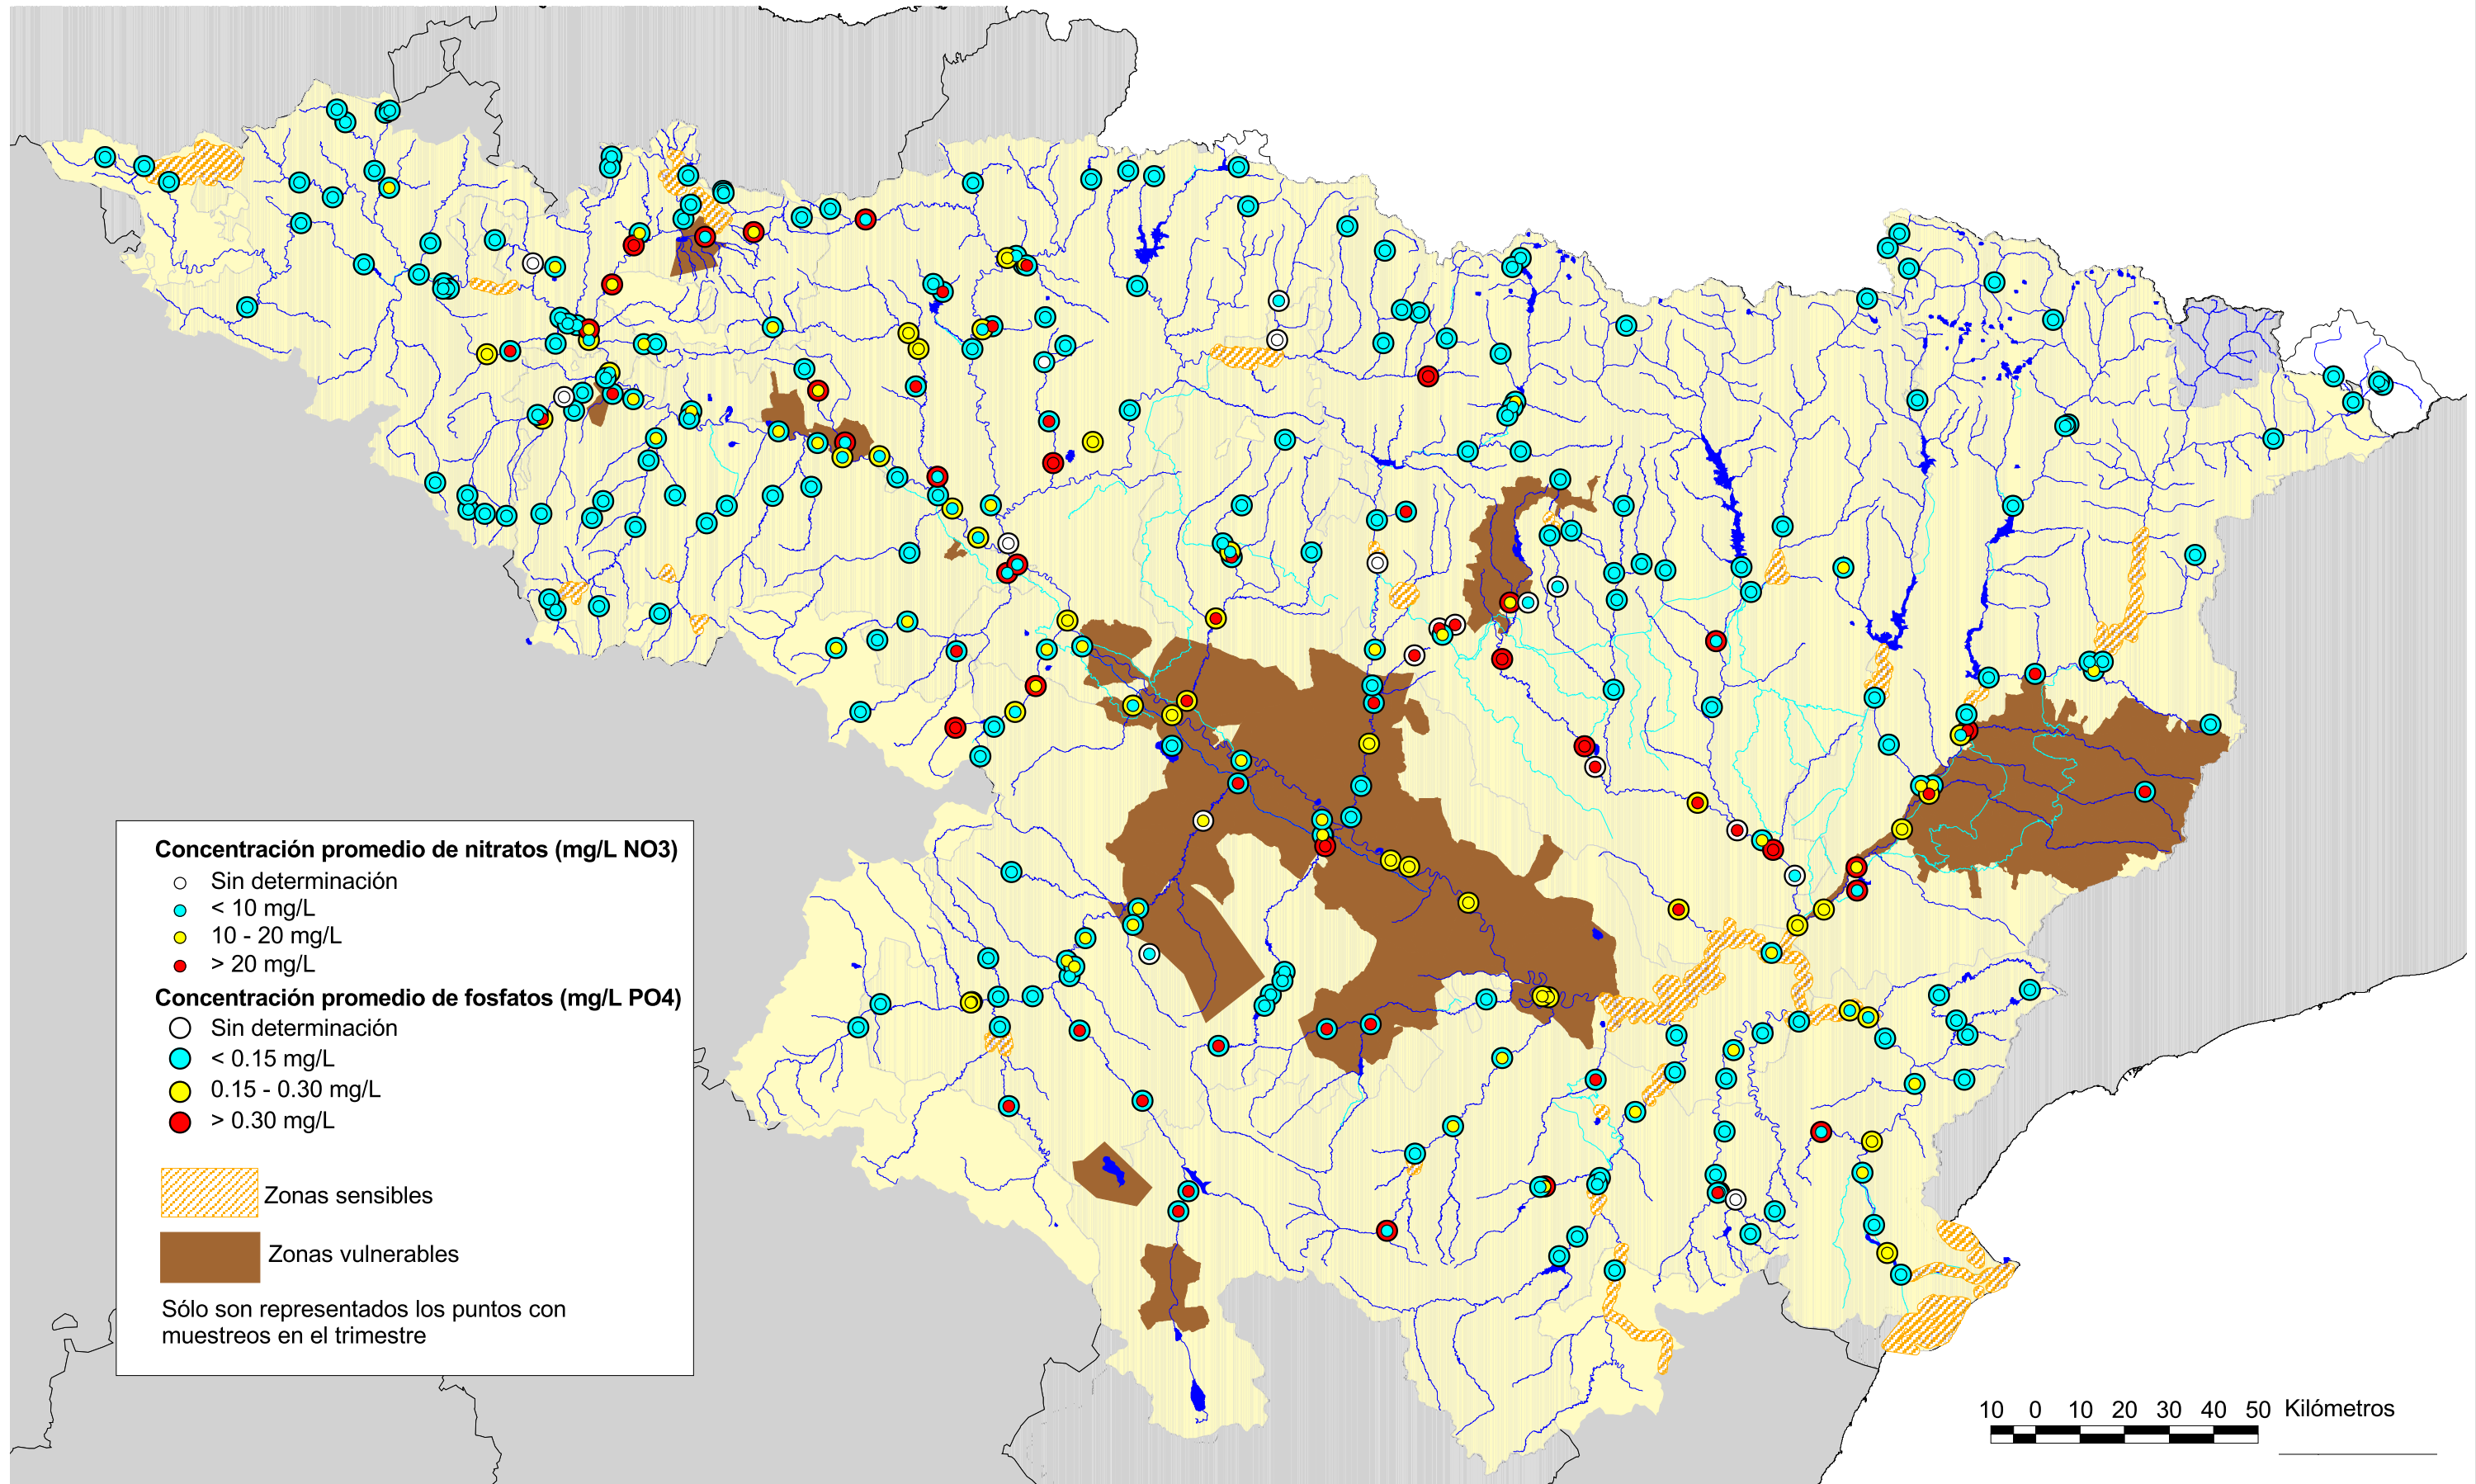 Concentración promedio de nitratos (mg/L NO3)
Sin determinación
< 10 mg/L
10 - 20 mg/L
> 20 mg/L
Concentración promedio de fosfatos (mg/L PO4)
Sin determinación
< 0.15 mg/L
0.15 - 0.30 mg/L
> 0.30 mg/L
Zonas sensibles
Zonas vulnerables
Sólo son representados los puntos con
muestreos en el trimestre
10 0 10 20 30 40 50 Kilómetros